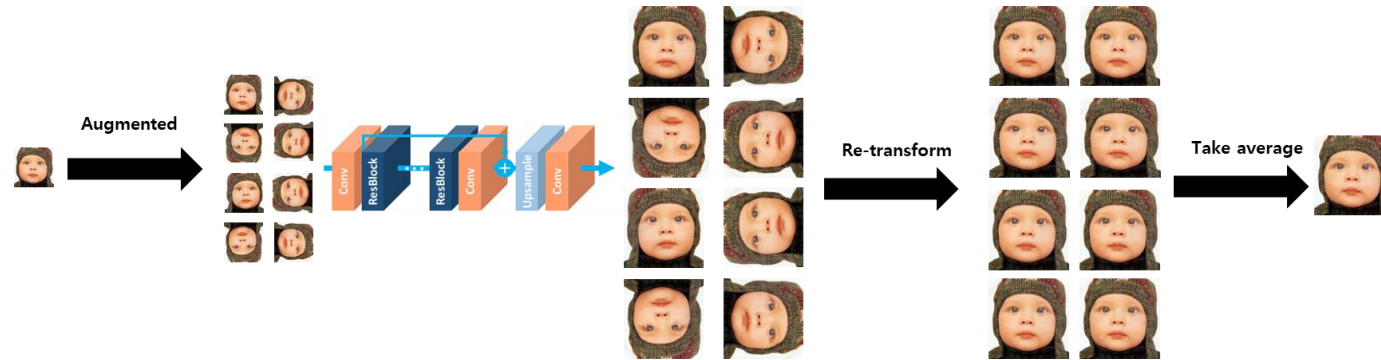 Augmented
Conv
ResBlock
ResBlock
Conv
+
Upsample
Conv
Re-transform
Take average